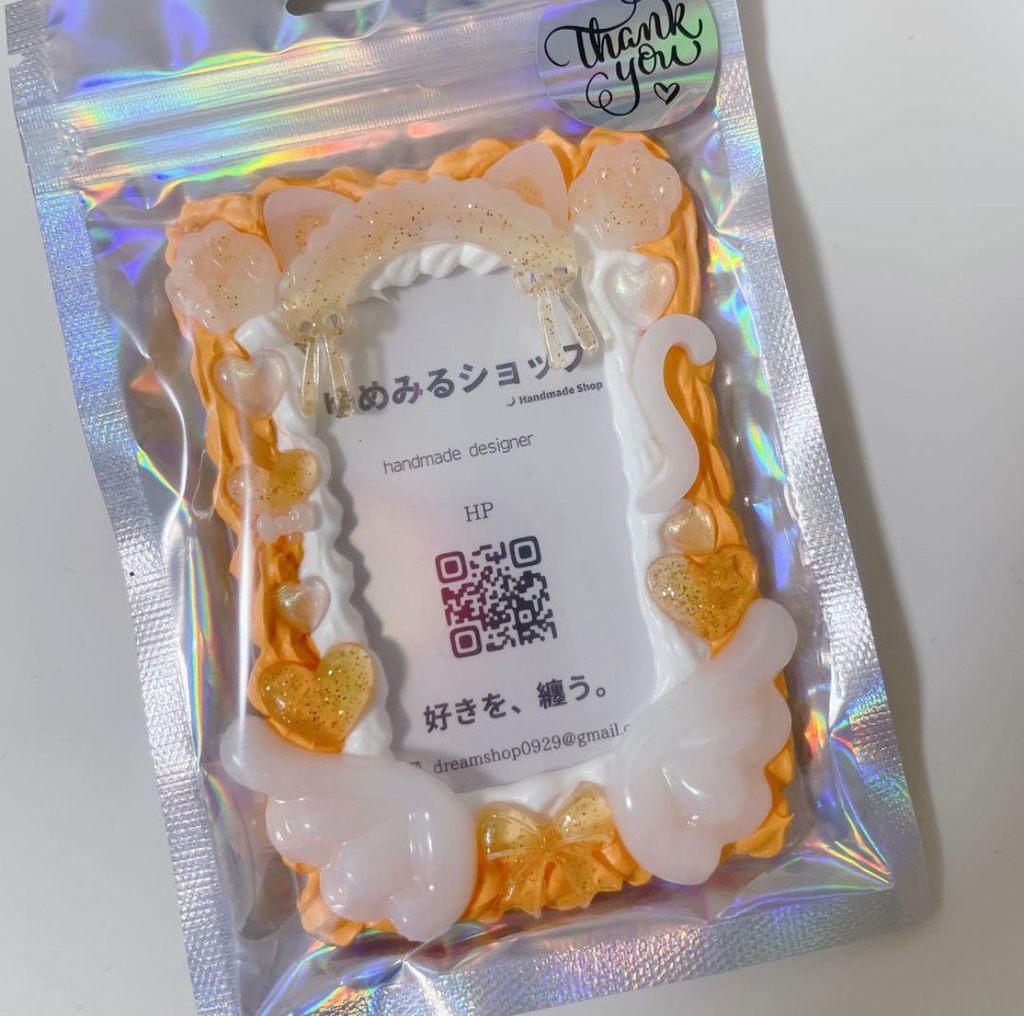 Thank
you
ゆめみるショップ
Handmade Shop
handmade designer
HP
好きを、纏う。
dreamshop0929@gmail.c